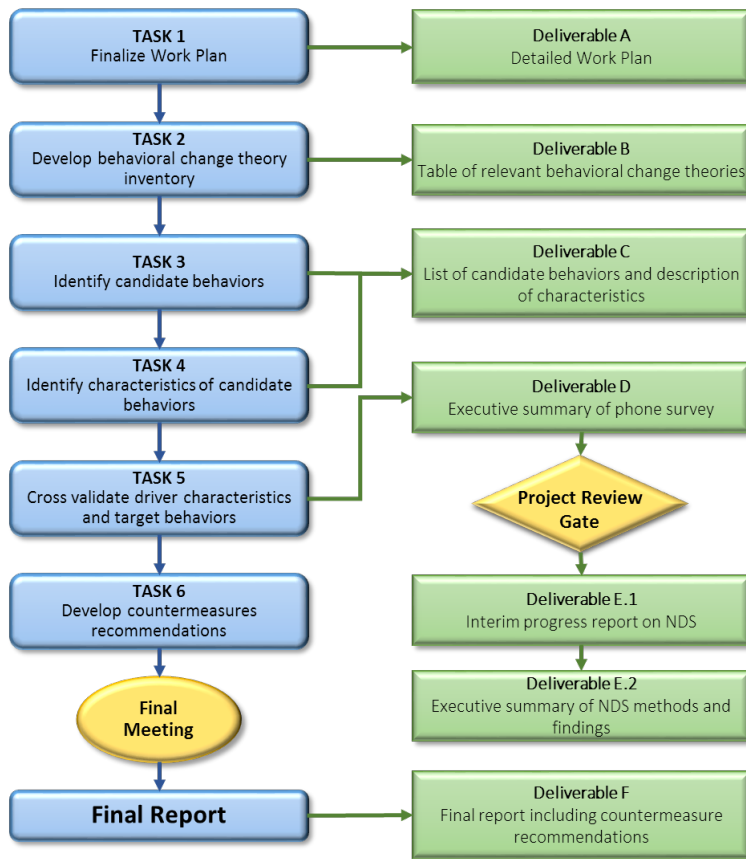 TASK 1
Finalize Work Plan
Deliverable A
Detailed Work Plan
TASK 2
Develop behavioral change theory
inventory
Deliverable B
Table of relevant behavioral change theories
TASK 3
Identify candidate behaviors
Deliverable C
List of candidate behaviors and description
of characteristics
TASK 4
Identify characteristics of candidate
behaviors
Deliverable D
Executive summary of phone survey
TASK 5
Cross validate driver characteristics
and target behaviors
Project Review
Gate
TASK 6
Develop countermeasures
recommendations
Deliverable E.1
Interim progress report on NDS
Deliverable E.2
Executive summary of NDS methods and
findings
Final
Meeting
Final Report
Deliverable F
Final report including countermeasure
recommendations